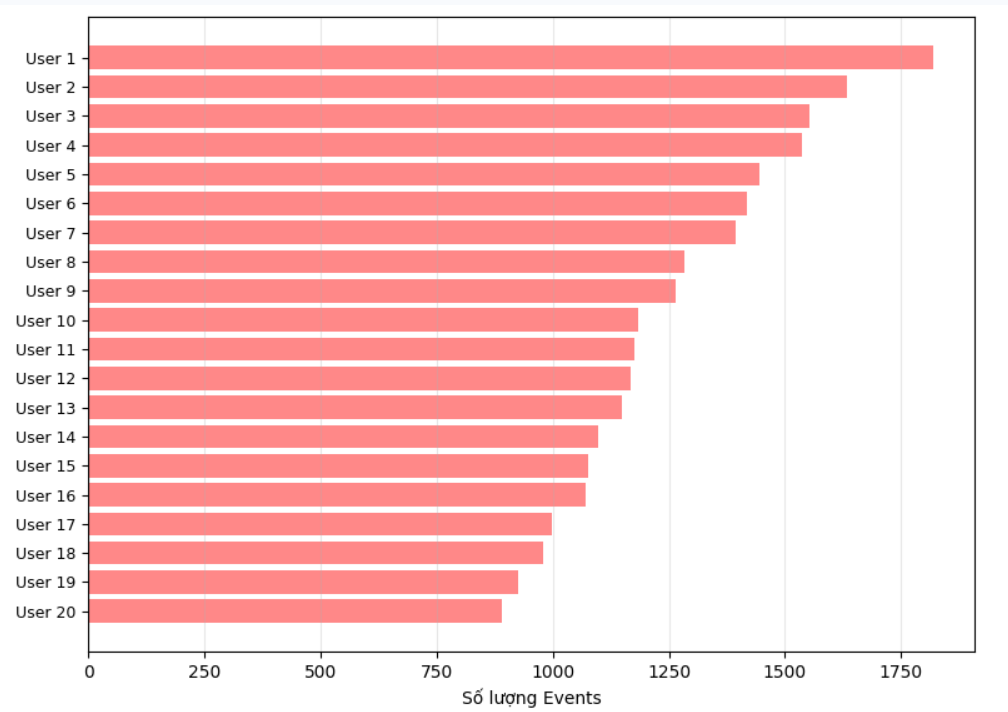 User 1
User 2
User 3
User 4
User 5
User 6
User 7
User 8
User 9
User 10
User 11
User 12
User 13
User 14
User 15
User 16
User 17
User 18
User 19
User 20
0 250 500 750 1000 1250 1500 1750
Số lượng Events